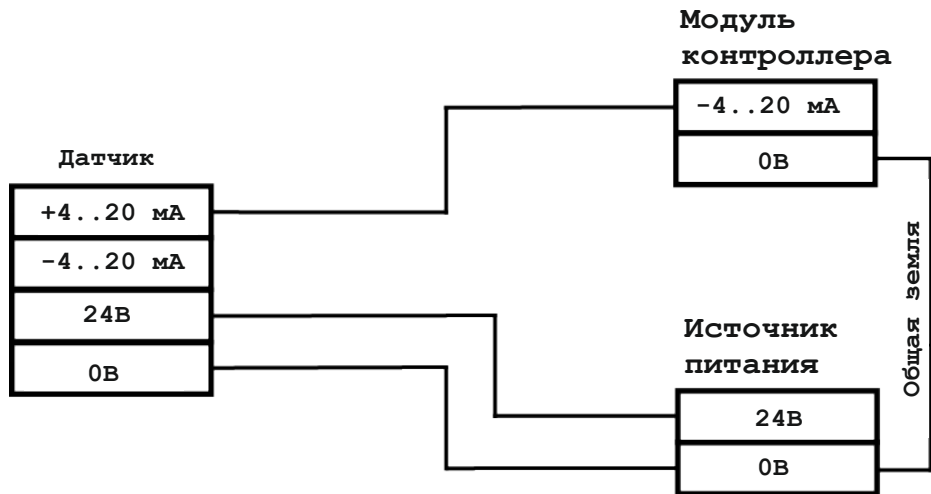 Модуль
контроллера
-4..20 мА
0В
Датчик
+4..20 мА
-4..20 мА
24В
0В
Источник
питания
24В
0В
Общая земля